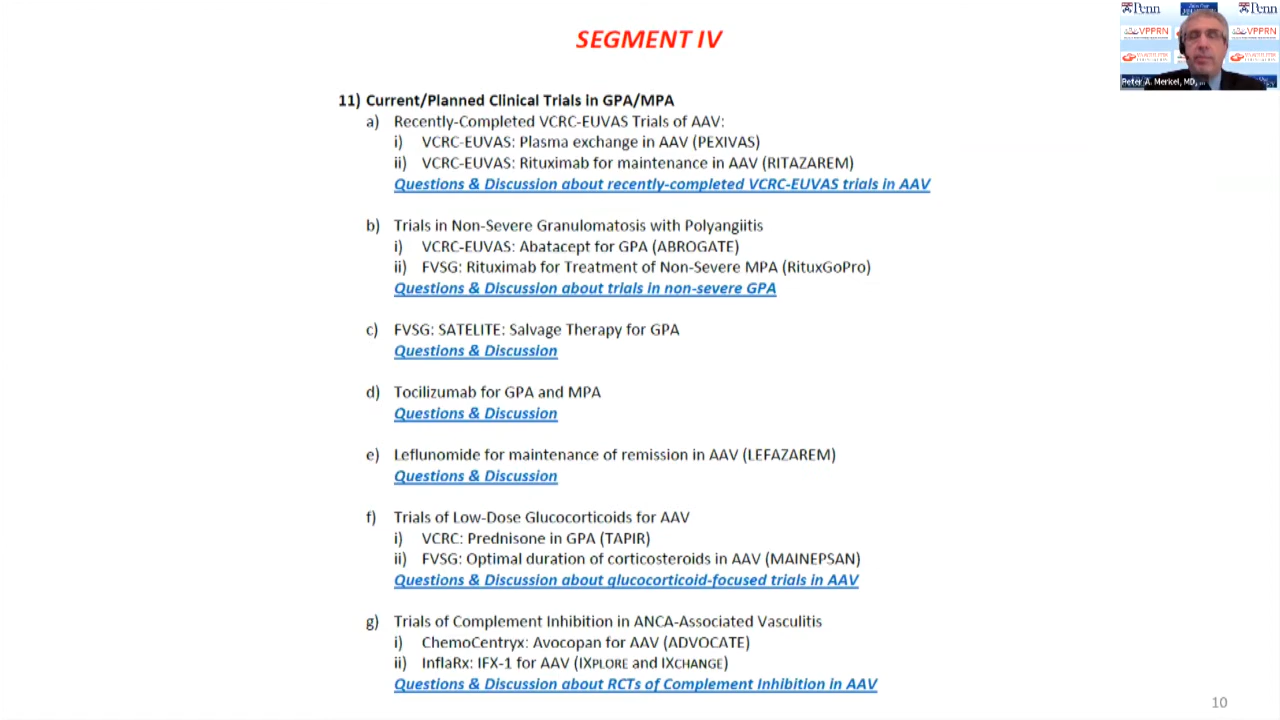 SEGMENT IV
Penn
Penn
VPPRN
VPPRN
Peter A. Merkel, MD,
11) Current/Planned Clinical Trials in GPA/MPA
a) Recently-Completed VCRC-EUVAS Trials of AAV:
i) VCRC-EUVAS: Plasma exchange in AAV (PEXIVAS)
ii) VCRC-EUVAS: Rituximab for maintenance in AAV (RITAZAREM)
Questions & Discussion about recently-completed VCRC-EUVAS trials in AAV
b) Trials in Non-Severe Granulomatosis with Polyangiitis
i) VCRC-EUVAS: Abatacept for GPA (ABROGATE)
ii) FVSG: Rituximab for Treatment of Non-Severe MPA (RituxGoPro)
Questions & Discussion about trials in non-severe GPA
c) FVSG: SATELITE: Salvage Therapy for GPA
Questions & Discussion
d) Tocilizumab for GPA and MPA
Questions & Discussion
e) Leflunomide for maintenance of remission in AAV (LEFAZAREM)
Questions & Discussion
f) Trials of Low-Dose Glucocorticoids for AAV
i) VCRC: Prednisone in GPA (TAPIR)
ii) FVSG: Optimal duration of corticosteroids in AAV (MAINEPSAN)
Questions & Discussion about glucocorticoid-focused trials in AAV
g) Trials of Complement Inhibition in ANCA-Associated Vasculitis
i) ChemoCentryx: Avocopan for AAV (ADVOCATE)
ii) InflaRx: IFX-1 for AAV (IXPLORE and IXCHANGE)
Questions & Discussion about RCTs of Complement Inhibition in AAV
10